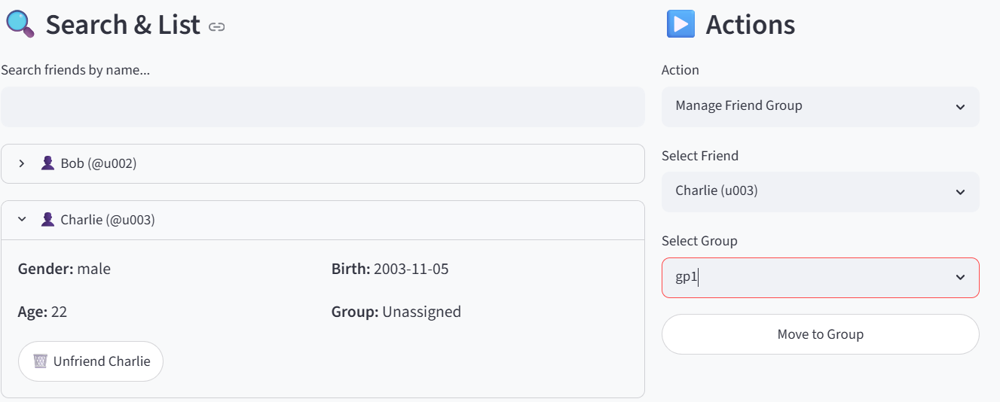 Search & List
Search friends by name...
Bob (@u002)
Charlie (@u003)
Gender: male
Birth: 2003-11-05
Age: 22
Group: Unassigned
Unfriend Charlie
Actions
Action
Manage Friend Group
Select Friend
Charlie (u003)
Select Group
gp1
Move to Group